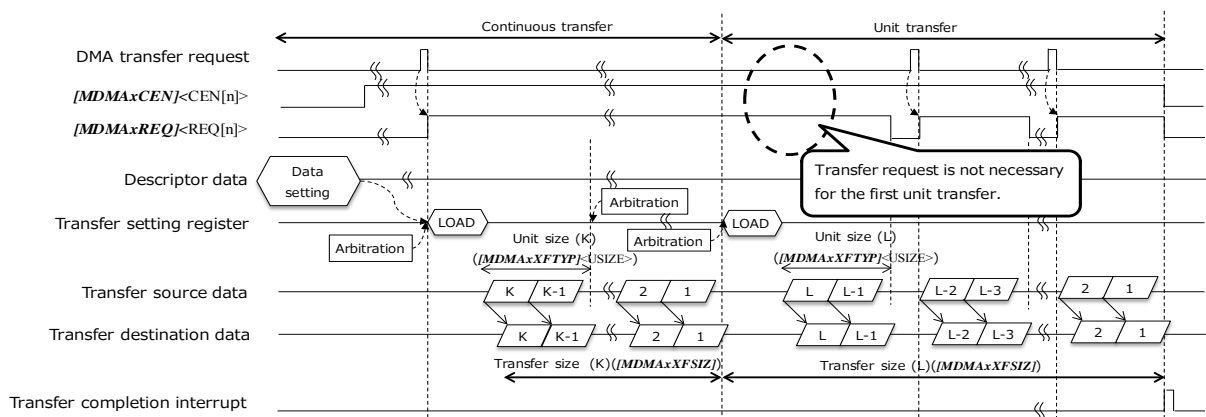 Continuous transfer
Unit transfer
DMA transfer request
[MDMAxCEN]<CEN[n]>
[MDMAxREQ]<REQ[n]>
Transfer request is not necessary
for the first unit transfer.
Descriptor data
Data
setting
Arbitration
Transfer setting register
LOAD
LOAD
Arbitration
Arbitration
Unit size (K)
([MDMAxXFTYP]<USIZE>)
Unit size (L)
([MDMAxXFTYP]<USIZE>)
Transfer source data
K K-1 2 1 L L-1 L-2 L-3 2 1
Transfer destination data
K K-1 2 1 L L-1 L-2 L-3 2 1
Transfer size (K)([MDMAxXFSIZ])
Transfer size (L)([MDMAxXFSIZ])
Transfer completion interrupt